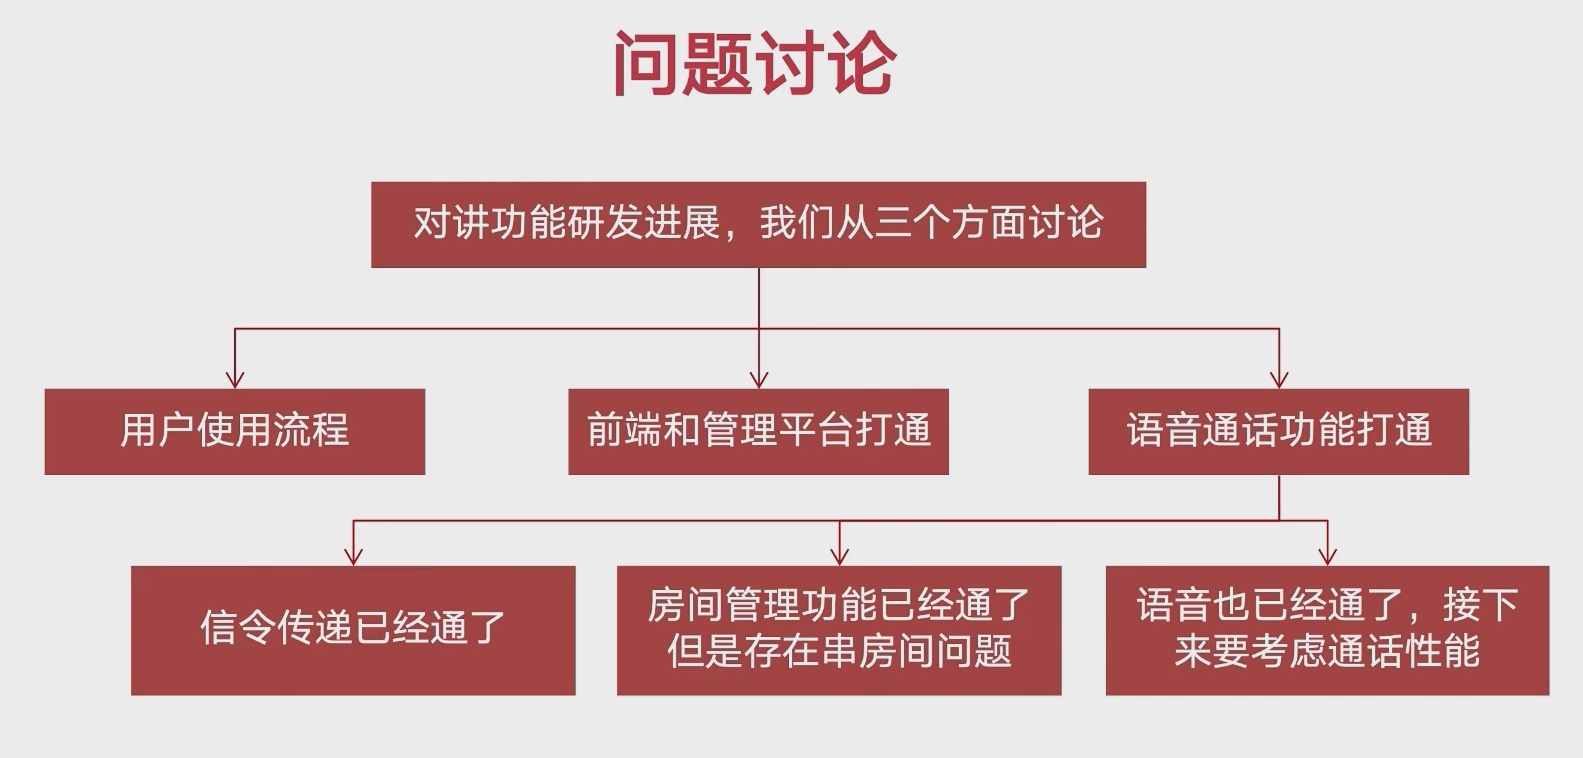 问题讨论
对讲功能研发进展，我们从三个方面讨论
用户使用流程
前端和管理平台打通
语音通话功能打通
信令传递已经通了
房间管理功能已经通了
但是存在串房间问题
语音也已经通了，接下
来要考虑通话性能